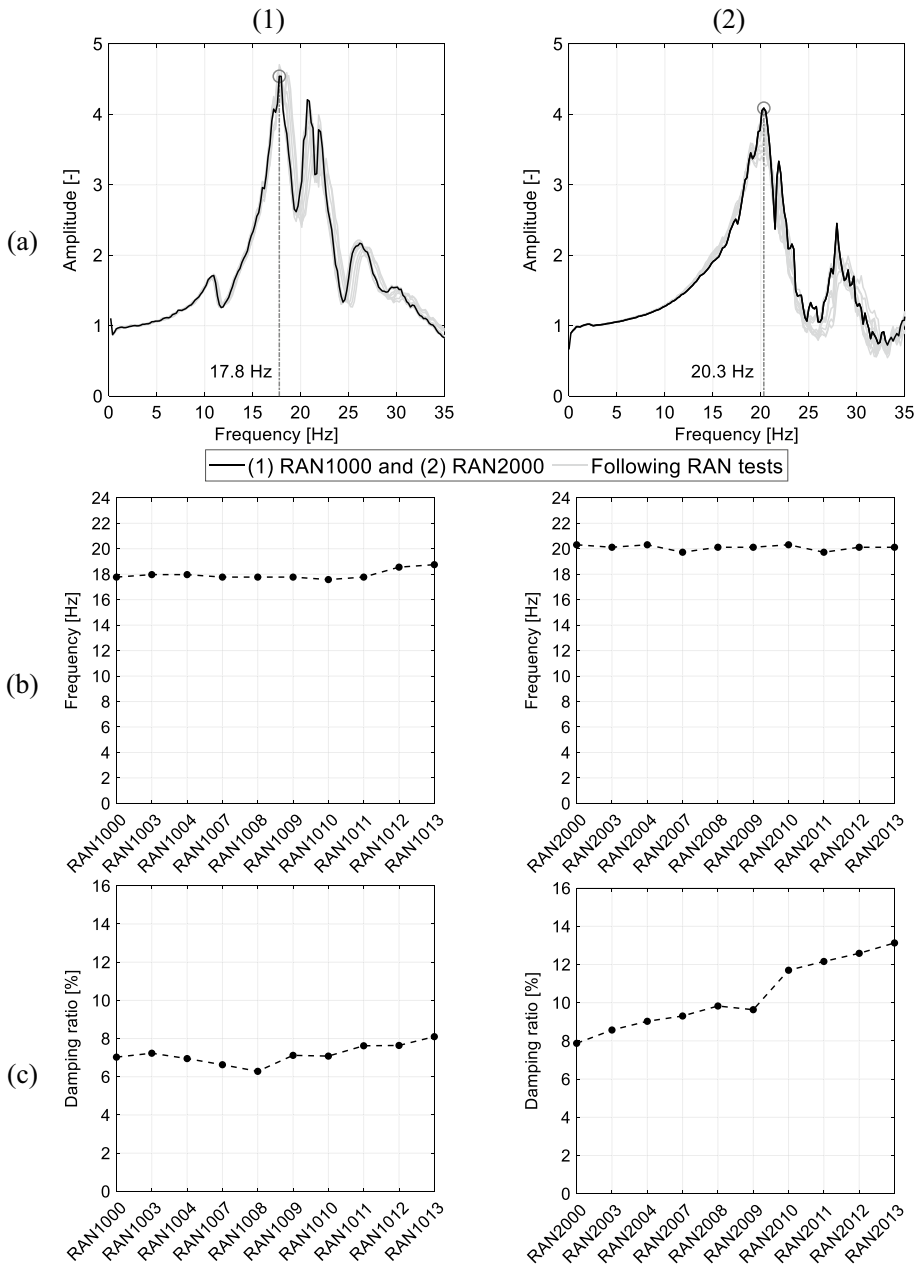 (1)
(2)
(a)
Amplitude [-]
5
4
3
2
1
0
17.8 Hz
0 5 10 15 20 25 30 35
Frequency [Hz]
Amplitude [-]
5
4
3
2
1
0
20.3 Hz
0 5 10 15 20 25 30 35
Frequency [Hz]
(1) RAN1000 and (2) RAN2000 Following RAN tests
(b)
Frequency [Hz]
24
22
20
18
16
14
12
10
8
6
4
2
0
RAN1000
RAN1003
RAN1004
RAN1007
RAN1008
RAN1009
RAN1010
RAN1011
RAN1012
RAN1013
Frequency [Hz]
24
22
20
18
16
14
12
10
8
6
4
2
0
RAN2000
RAN2003
RAN2004
RAN2007
RAN2008
RAN2009
RAN2010
RAN2011
RAN2012
RAN2013
(c)
Damping ratio [%]
16
14
12
10
8
6
4
2
0
RAN1000
RAN1003
RAN1004
RAN1007
RAN1008
RAN1009
RAN1010
RAN1011
RAN1012
RAN1013
Damping ratio [%]
16
14
12
10
8
6
4
2
0
RAN2000
RAN2003
RAN2004
RAN2007
RAN2008
RAN2009
RAN2010
RAN2011
RAN2012
RAN2013